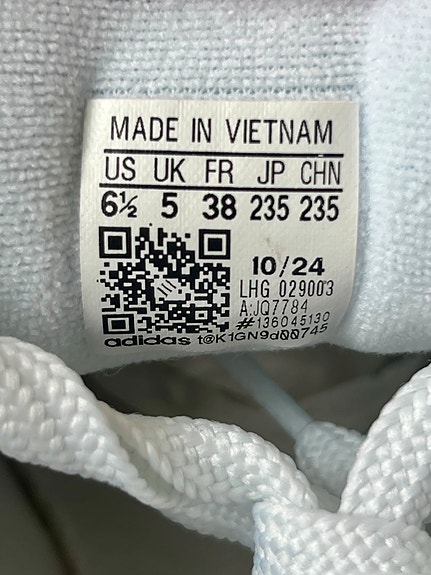 MADE IN VIETNAM
US UK FR JP CHN
6½ 5 38 235 235
10/24
LHG 029003
A:JQ7784
#136045130
adidas t@K1GN9d00745